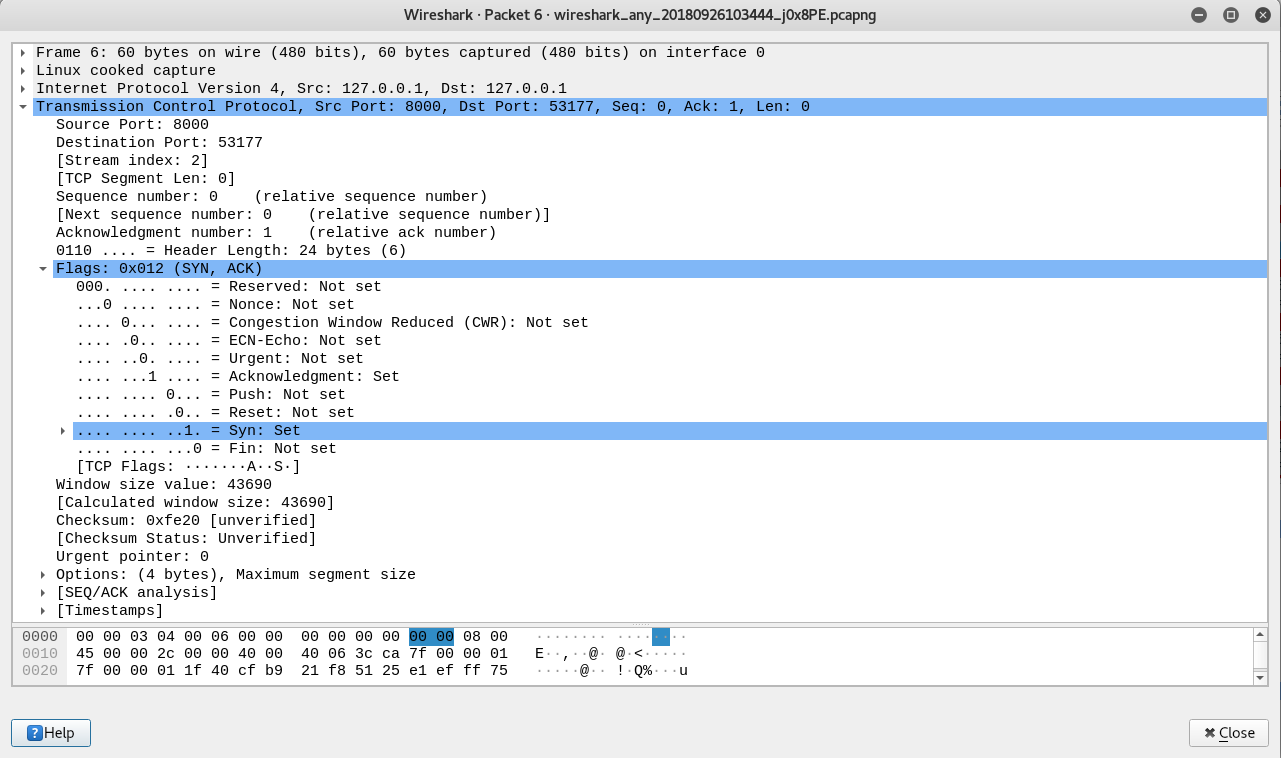 Wireshark · Packet 6 · wireshark_any_20180926103444_j0x8PE.pcapng
Frame 6: 60 bytes on wire (480 bits), 60 bytes captured (480 bits) on interface 0
Linux cooked capture
Internet Protocol Version 4, Src: 127.0.0.1, Dst: 127.0.0.1
Transmission Control Protocol, Src Port: 8000, Dst Port: 53177, Seq: 0, Ack: 1, Len: 0
Source Port: 8000
Destination Port: 53177
[Stream index: 2]
[TCP Segment Len: 0]
Sequence number: 0    (relative sequence number)
[Next sequence number: 0    (relative sequence number)]
Acknowledgment number: 1    (relative ack number)
0110 .... = Header Length: 24 bytes (6)
Flags: 0x012 (SYN, ACK)
000. .... .... = Reserved: Not set
...0 .... .... = Nonce: Not set
.... 0... .... = Congestion Window Reduced (CWR): Not set
.... .0.. .... = ECN-Echo: Not set
.... ..0. .... = Urgent: Not set
.... ...1 .... = Acknowledgment: Set
.... .... 0... = Push: Not set
.... .... .0.. = Reset: Not set
.... .... ..1. = Syn: Set
.... .... ...0 = Fin: Not set
[TCP Flags: ·······A··S·]
Window size value: 43690
[Calculated window size: 43690]
Checksum: 0xfe20 [unverified]
[Checksum Status: Unverified]
Urgent pointer: 0
Options: (4 bytes), Maximum segment size
[SEQ/ACK analysis]
[Timestamps]
0000  00 00 03 04 00 06 00 00  00 00 00 00 00 00 08 00   ········ ········
0010  45 00 00 2c 00 00 40 00  40 06 3c ca 7f 00 00 01   E··,··@· @·<·····
0020  7f 00 00 01 1f 40 cf b9  21 f8 51 25 e1 ef ff 75   ·····@·· !·Q%···u
Help
Close